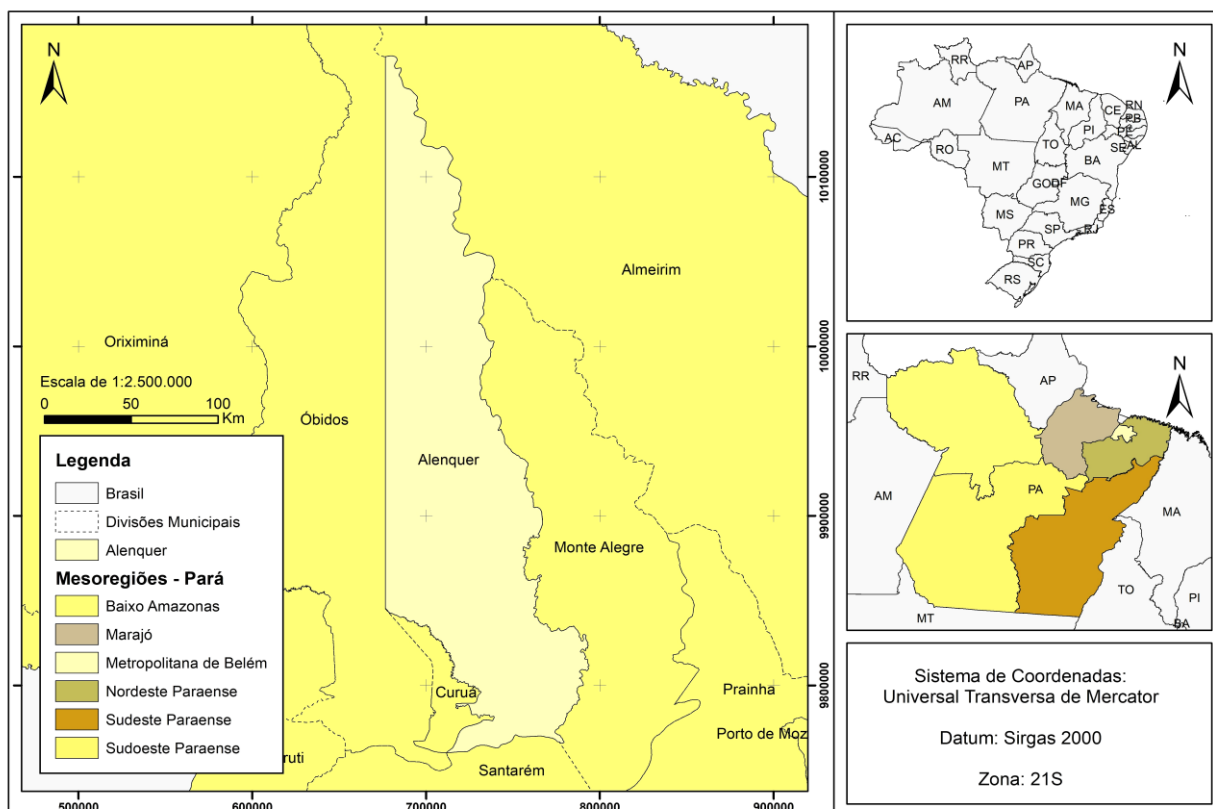 N
Almeirim
Oriximiná
Escala de 1:2.500.000
0 50 100
Km
Óbidos
Alenquer
Monte Alegre
Curuá
Prainha
Porto de Moz
Santarém
ruti
Legenda
Brasil
Divisões Municipais
Alenquer
Mesoregiões - Pará
Baixo Amazonas
Marajó
Metropolitana de Belém
Nordeste Paraense
Sudeste Paraense
Sudoeste Paraense
500000 600000 700000 800000 900000
10100000
10000000
9900000
9800000
N
RR
AP
AM
PA
MA
CE
RN
PB
PE
AL
SE
PI
AC
RO
TO
BA
MT
GO
DF
MG
ES
MS
SP
RJ
PR
SC
RS
N
RR
AP
AM
PA
MA
TO
PI
BA
MT
Sistema de Coordenadas:
Universal Transversa de Mercator
Datum: Sirgas 2000
Zona: 21S